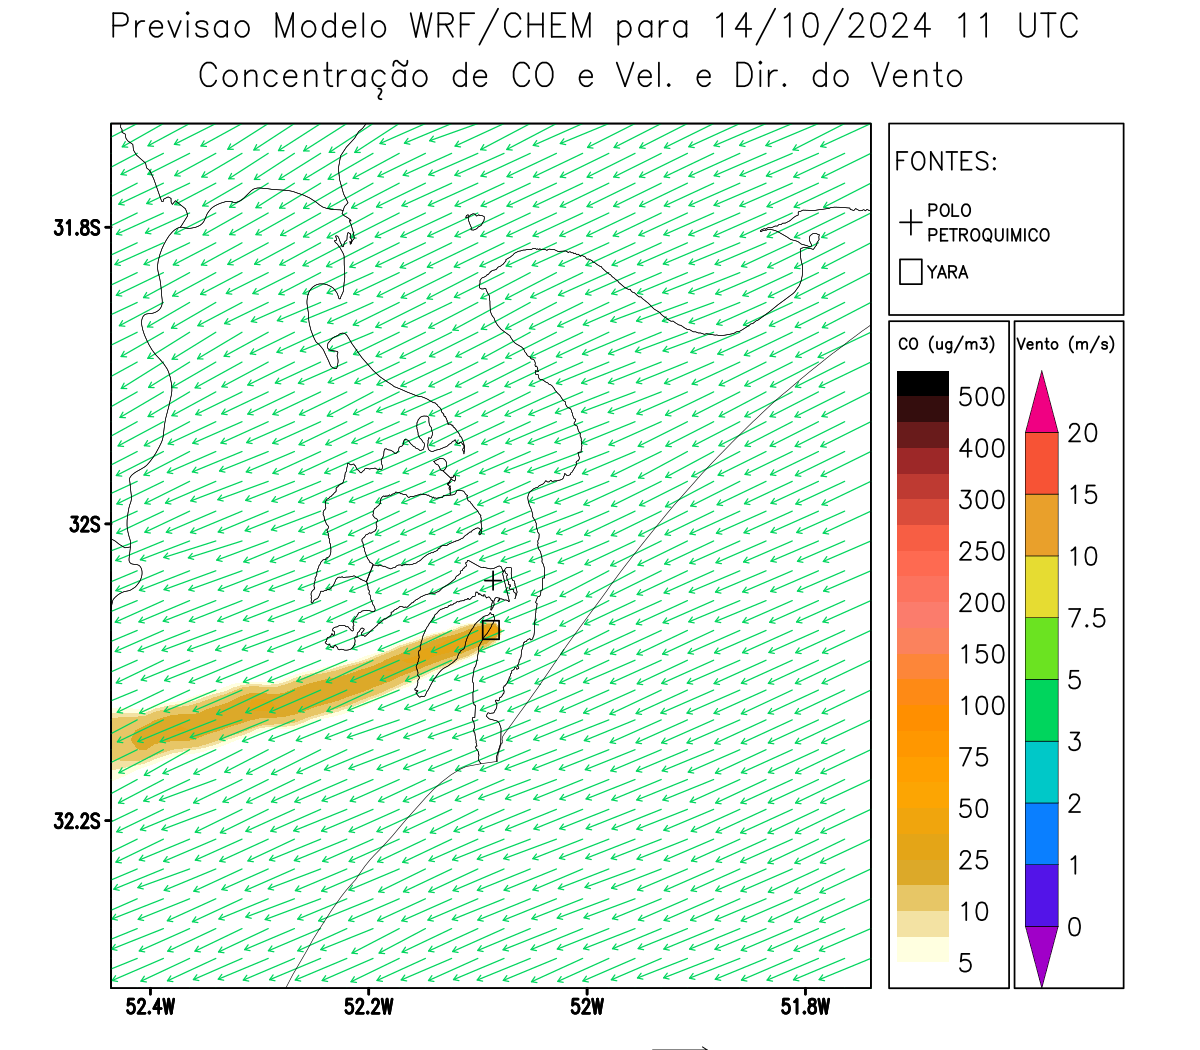 Previsao Modelo WRF/CHEM para 14/10/2024 11 UTC
Concentração de CO e Vel. e Dir. do Vento
FONTES:
POLO
PETROQUIMICO
YARA
CO (ug/m3)
500
400
300
250
200
150
100
75
50
25
10
5
Vento (m/s)
20
15
10
7.5
5
3
2
1
0
31.8S
32S
32.2S
52.4W
52.2W
52W
51.8W